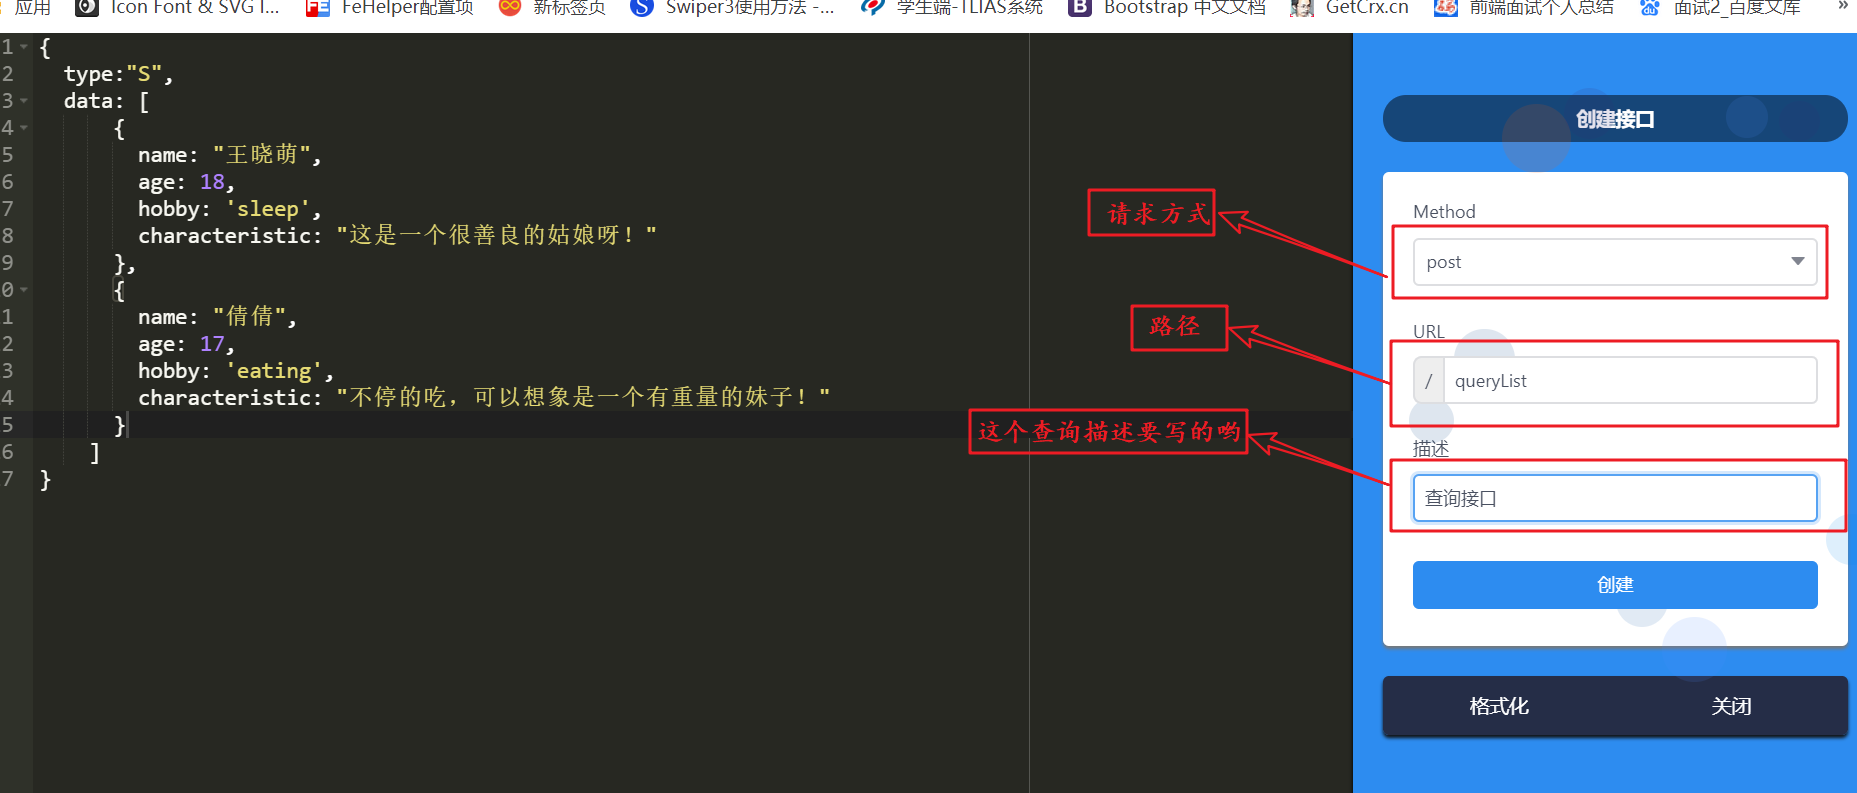 应用
Icon Font & SVG I...
FeHelper配置项
新标签页
Swiper3使用方法 -...
学生端-TLIAS系统
Bootstrap 中文文档
GetCrx.cn
前端面试个人总结
面试2_百度文库
»
1 {
2 type:"S",
3 data: [
4 {
5 name: "王晓萌",
6 age: 18,
7 hobby: 'sleep',
8 characteristic: "这是一个很善良的姑娘呀！"
9 },
0 {
1 name: "倩倩",
2 age: 17,
3 hobby: 'eating',
4 characteristic: "不停的吃，可以想象是一个有重量的妹子！"
5 }
6 ]
7 }
请求方式
路径
这个查询描述要写的哟
创建接口
Method
post
URL
/ queryList
描述
查询接口
创建
格式化 关闭